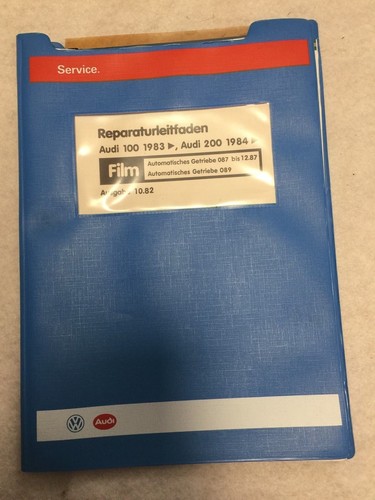 Service.
Reparaturleitfaden
Audi 100 1983 ▶, Audi 200 1984 ▶
Film
Automatisches Getriebe 087 bis 12.87
Automatisches Getriebe 089
Ausgabe 10.82
VW Audi